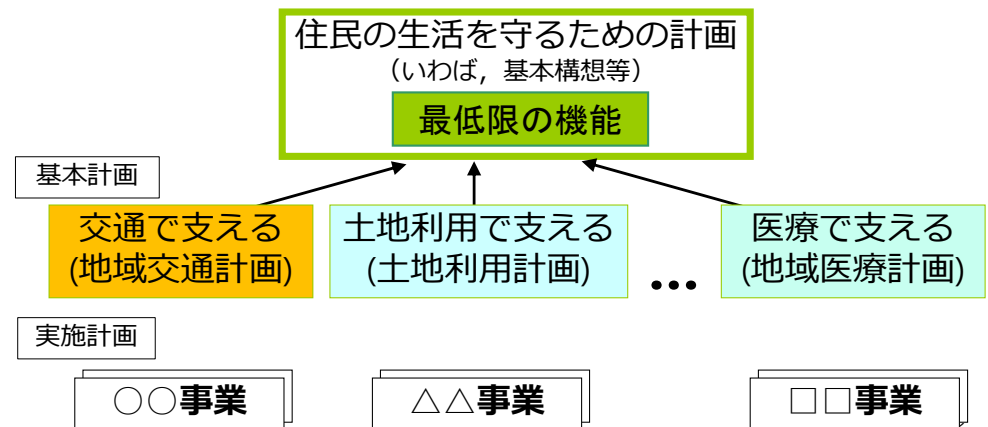 住民の生活を守るための計画
（いわば，基本構想等）
最低限の機能
基本計画
交通で支える
(地域交通計画)
土地利用で支える
(土地利用計画)
…
医療で支える
(地域医療計画)
実施計画
○○事業
△△事業
□□事業